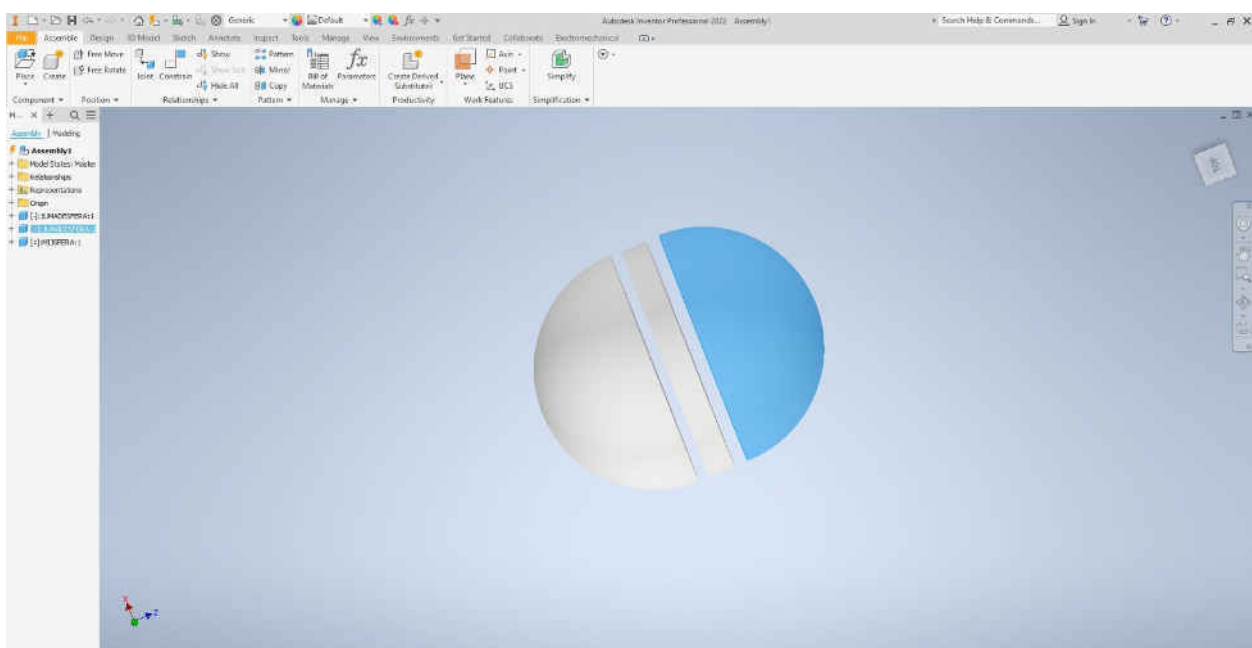 Generic Default Autodesk Inventor Professional 2022 Assembly1 Search Help & Commands... Sign In
File Assemble Design 3D Model Sketch Annotate Inspect Tools Manage View Environments Get Started Collaborate Electromechanical
Free Move Show Pattern Axis
Free Rotate Mirror Point
Place Create Joint Constrain Hide All Copy Bill of Materials Parameters Create Derived Substitutes Plane UCS Simplify
Component Position Relationships Pattern Manage Productivity Work Features Simplification
Assembly | Modeling
Assembly1
Model States: Master
Relationships
Representations
Origin